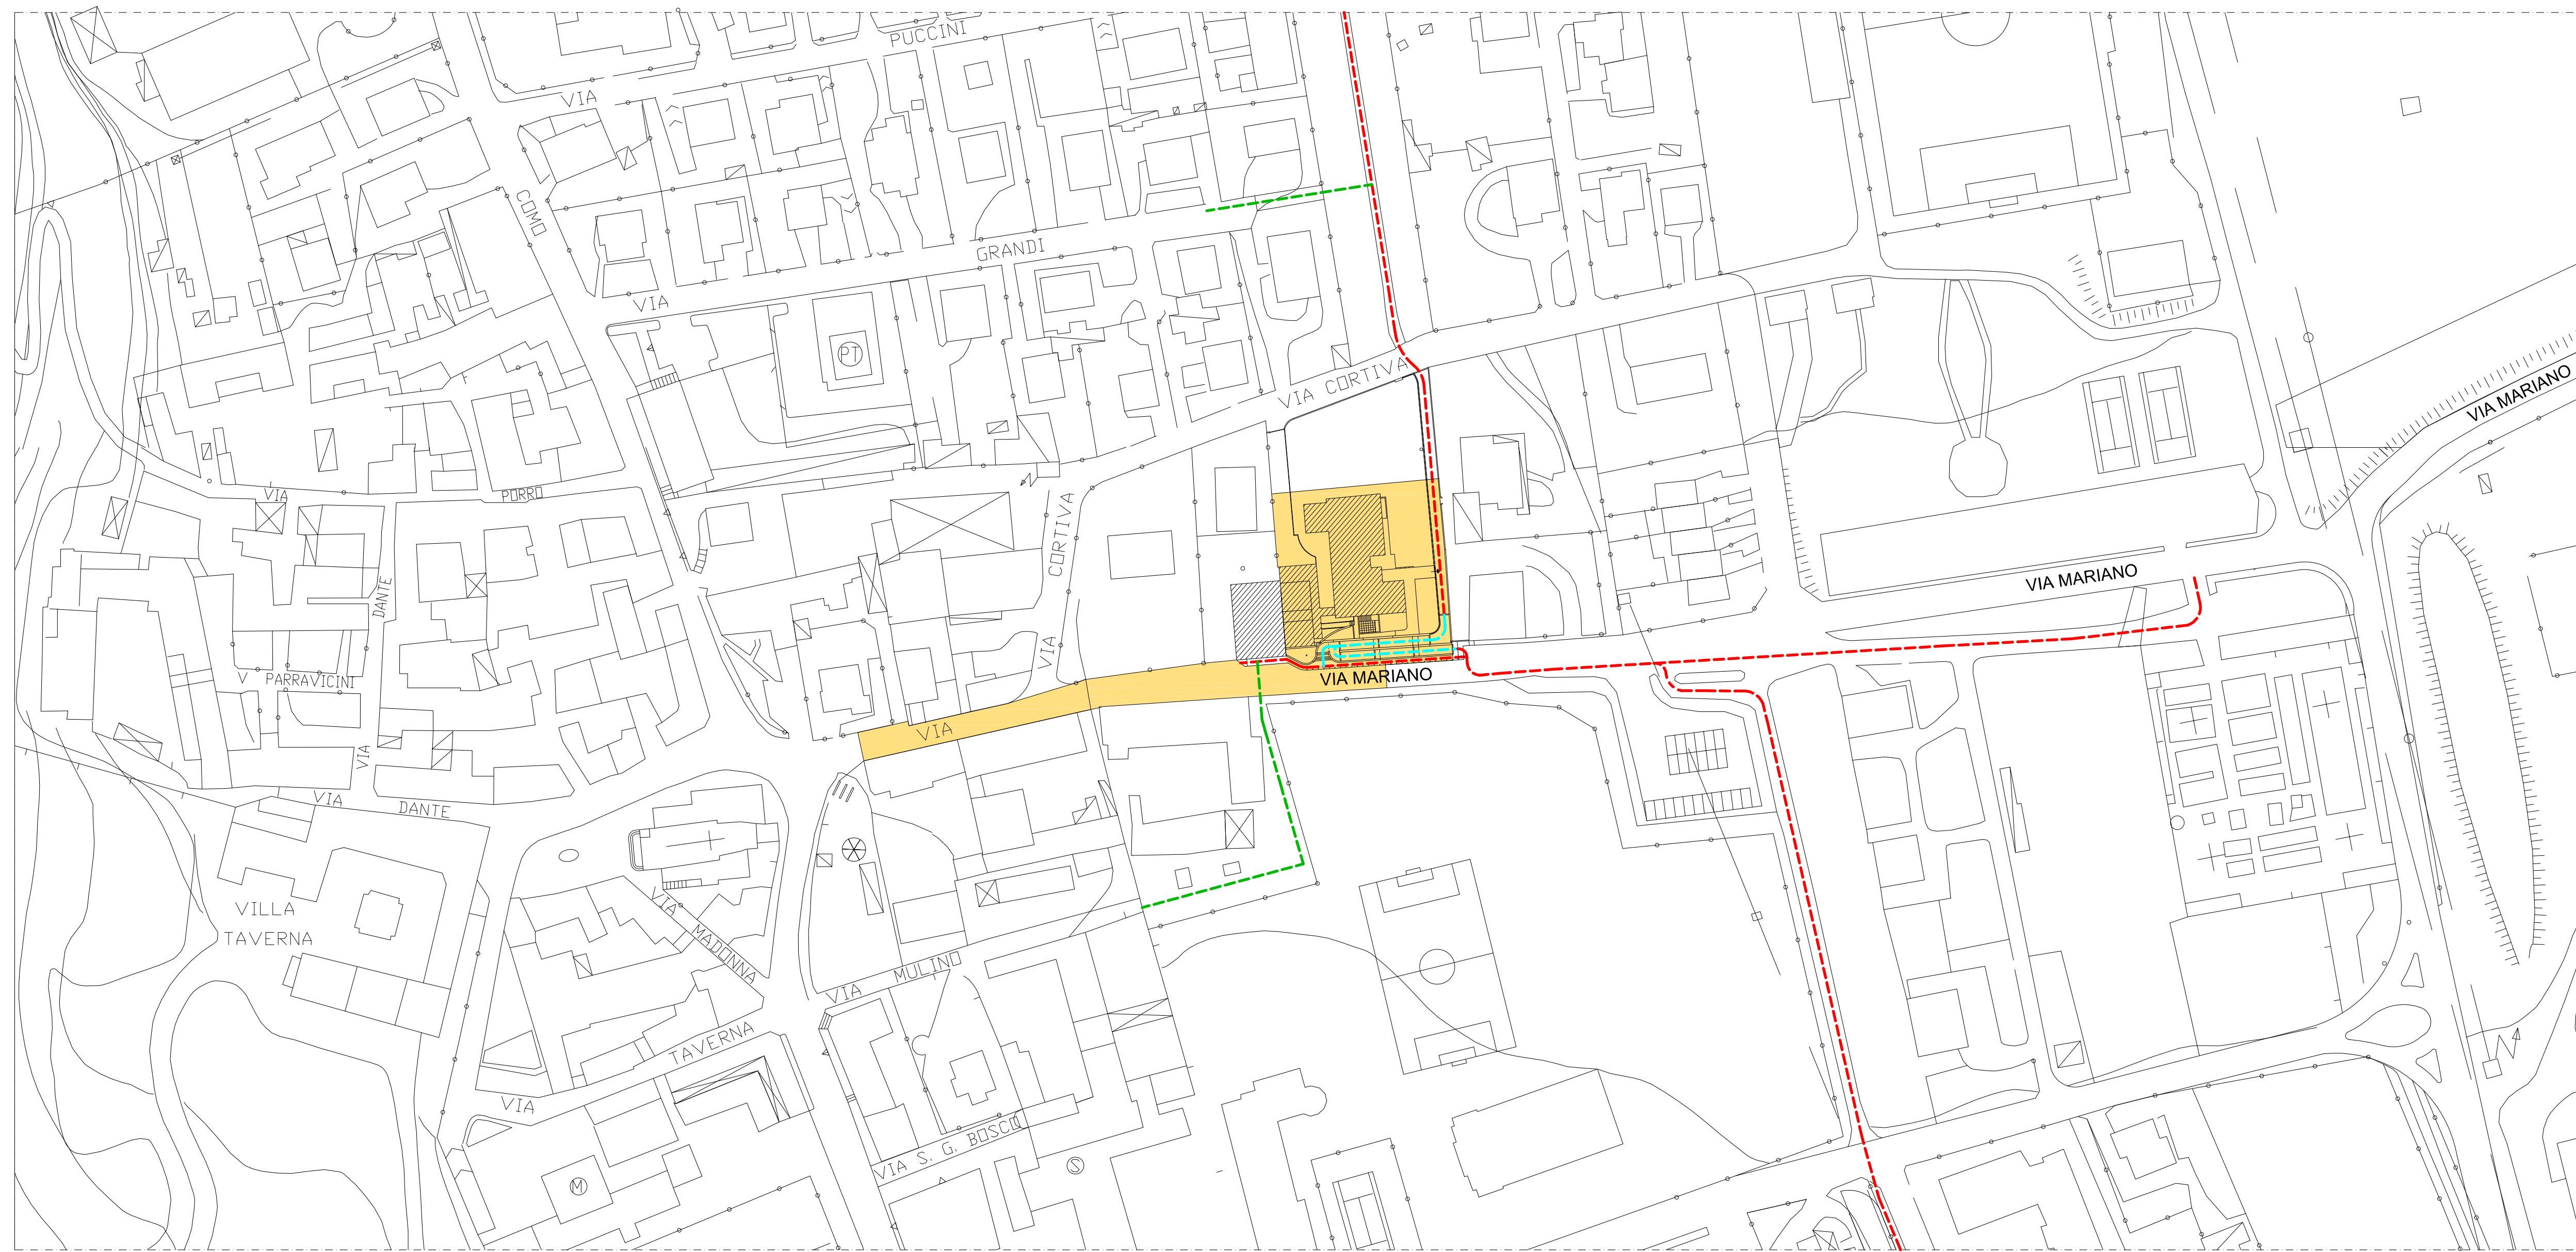 PUCCINI
VIA
COMO
GRANDI
VIA
PT
VIA CORTIVA
VIA MARIANO
VIA
PORRO
CORTIVA
VIA
VIA MARIANO
DANTE
VIA
V PARRAVICINI
VIA MARIANO
VIA
VIA
DANTE
VILLA
TAVERNA
VIA
MADONNA
MULINO
VIA
TAVERNA
VIA
VIA S. G. BOSCO
S
M